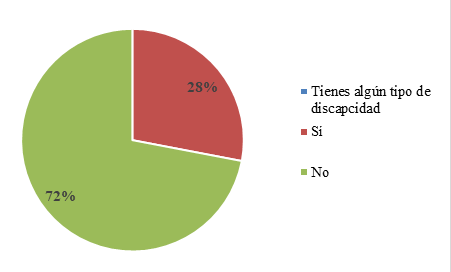 28%
72%
Tienes algún tipo de
discapcidad
Si
No